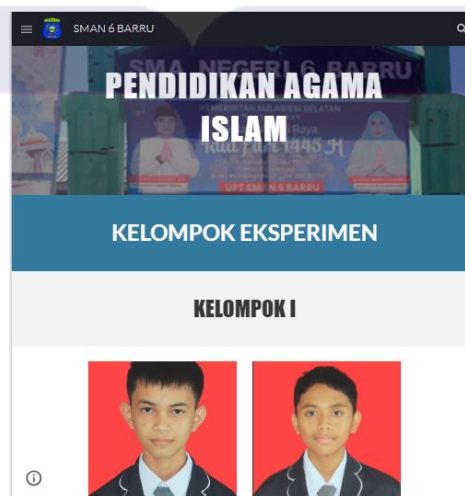 SMAN 6 BARRU
SMA NEGERI 6 BARRU
PENDIDIKAN AGAMA
PEMERINTAH SULAWESI SELATAN
ISLAM
Raya
Idul Fitri 1445 H
UPT SMAN 6 BARRU
KELOMPOK EKSPERIMEN
KELOMPOK I